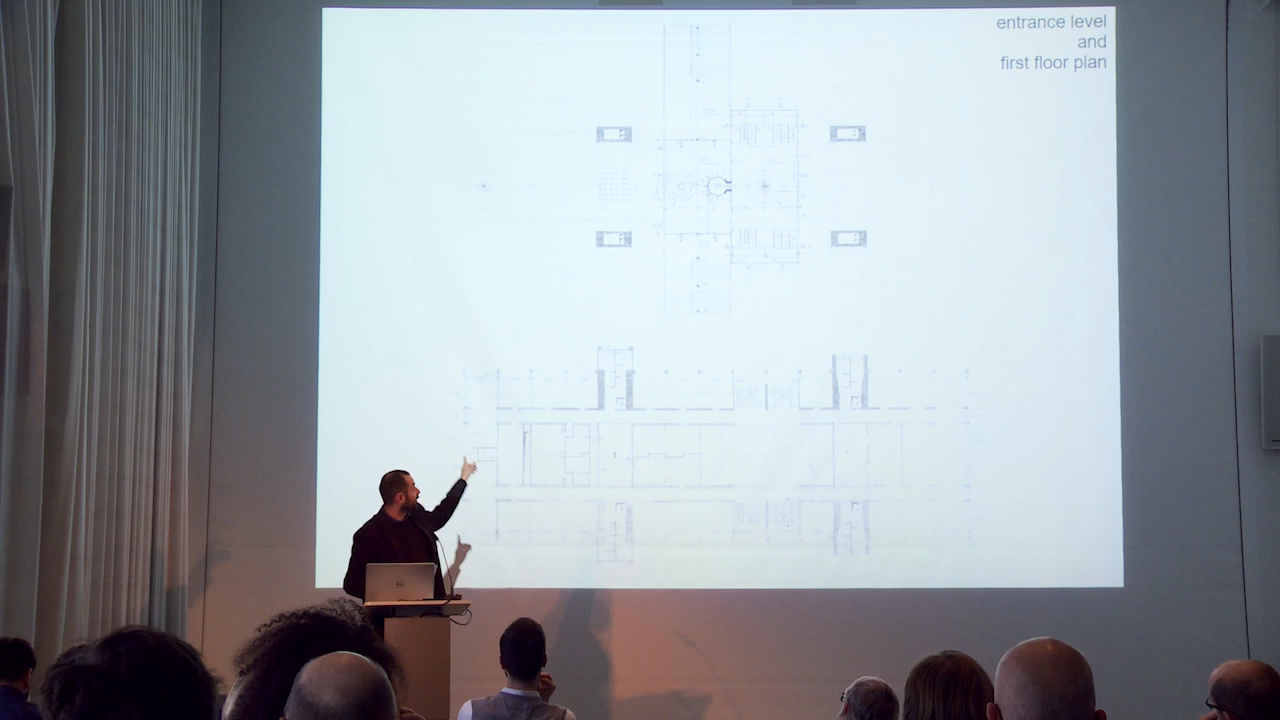 entrance level
and
first floor plan